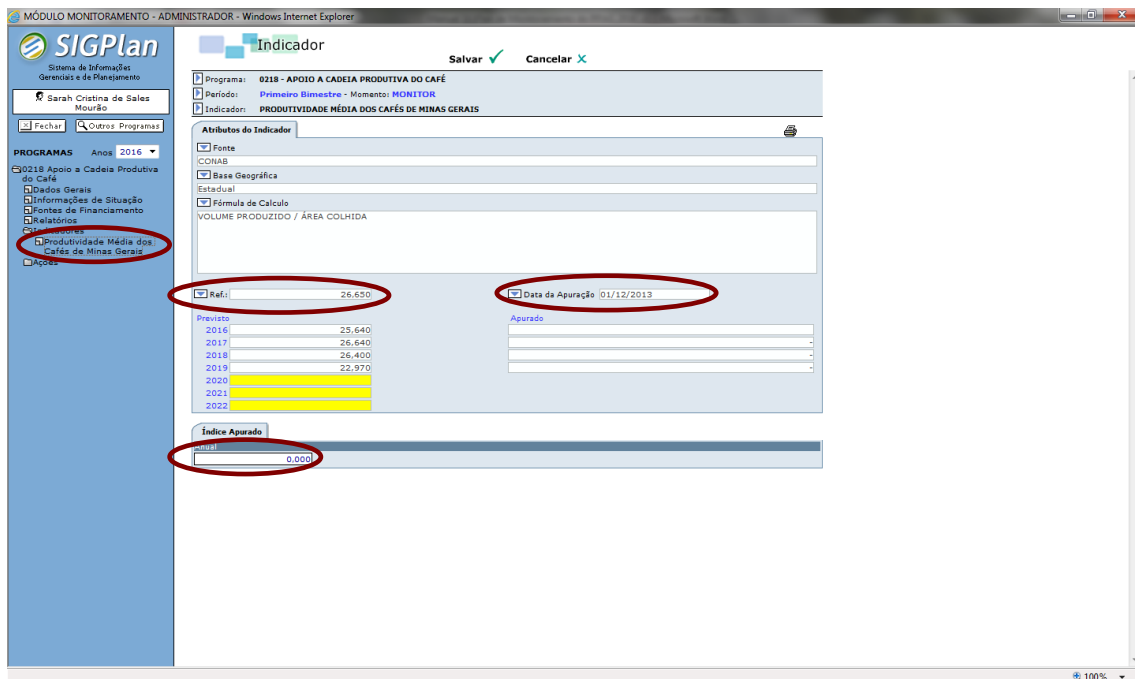 MÓDULO MONITORAMENTO - ADMINISTRADOR - Windows Internet Explorer
SIGPlan
Sistema de Informações
Gerenciais e de Planejamento
Sarah Cristina de Sales
Mourão
Fechar
Outros Programas
PROGRAMAS Anos 2016
0218 Apoio a Cadeia Produtiva
do Café
Dados Gerais
Informações de Situação
Fontes de Financiamento
Relatórios
Indicadores
Produtividade Média dos
Cafés de Minas Gerais
Ações
Indicador
Salvar Cancelar
Programa: 0218 - APOIO A CADEIA PRODUTIVA DO CAFÉ
Período: Primeiro Bimestre - Momento: MONITOR
Indicador: PRODUTIVIDADE MÉDIA DOS CAFÉS DE MINAS GERAIS
Atributos do Indicador
Fonte
CONAB
Base Geográfica
Estadual
Fórmula de Calculo
VOLUME PRODUZIDO / ÁREA COLHIDA
Ref.: 26,650
Data da Apuração 01/12/2013
Previsto Apurado
2016 25,640
2017 26,640 -
2018 26,400 -
2019 22,970 -
2020
2021
2022
Índice Apurado
Anual
0,000
100%